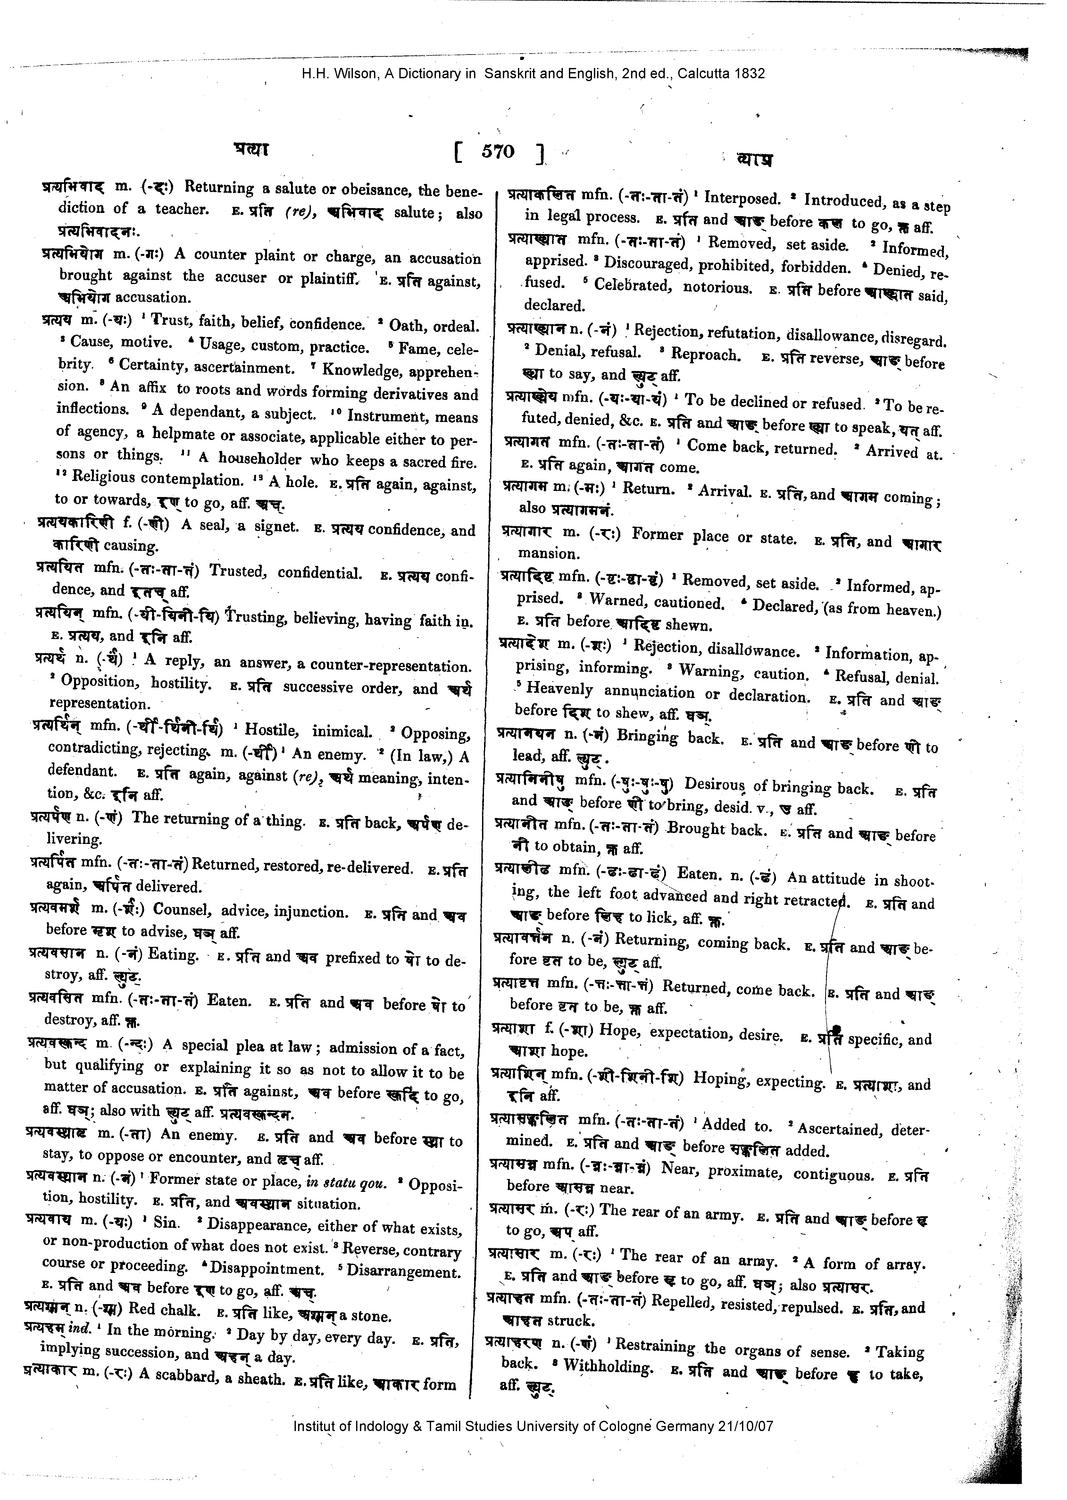 H.H. Wilson, A Dictionary in Sanskrit and English, 2nd ed., Calcutta 1832
प्रत्या [ 570 ] व्याप्र
प्रत्यभिवाद m. (-दः) Returning a salute or obeisance, the bene-
diction of a teacher. E. प्रति (re), अभिवाद salute; also
प्रत्यभिवादनः.
प्रत्यभियोग m. (-गः) A counter plaint or charge, an accusation
brought against the accuser or plaintiff. E. प्रति against,
अभियोग accusation.
प्रत्यय m. (-यः) ¹ Trust, faith, belief, confidence. ² Oath, ordeal.
³ Cause, motive. ⁴ Usage, custom, practice. ⁵ Fame, cele-
brity. ⁶ Certainty, ascertainment. ⁷ Knowledge, apprehen-
sion. ⁸ An affix to roots and words forming derivatives and
inflections. ⁹ A dependant, a subject. ¹⁰ Instrument, means
of agency, a helpmate or associate, applicable either to per-
sons or things. ¹¹ A householder who keeps a sacred fire.
¹² Religious contemplation. ¹³ A hole. E. प्रति again, against,
to or towards, इण to go, aff. अच्.
प्रत्ययकारिणी f. (-णी) A seal, a signet. E. प्रत्यय confidence, and
कारिणी causing.
प्रत्ययित mfn. (-तः-ता-तं) Trusted, confidential. E. प्रत्यय confi-
dence, and इतच् aff.
प्रत्ययिन् mfn. (-यी-यिनी-यि) Trusting, believing, having faith in.
E. प्रत्यय, and इनि aff.
प्रत्यर्थ n. (-र्थं) ¹ A reply, an answer, a counter-representation.
² Opposition, hostility. E. प्रति successive order, and अर्थ
representation.
प्रत्यर्थिन् mfn. (-र्थी-र्थिनी-र्थि) ¹ Hostile, inimical. ² Opposing,
contradicting, rejecting. m. (-र्थी) ¹ An enemy. ² (In law,) A
defendant. E. प्रति again, against (re), अर्थ meaning, inten-
tion, &c. इनि aff.
प्रत्यर्पण n. (-णं) The returning of a thing. E. प्रति back, अर्पण de-
livering.
प्रत्यर्पित mfn. (-तः-ता-तं) Returned, restored, re-delivered. E. प्रति
again, अर्पित delivered.
प्रत्यवमर्श m. (-र्शः) Counsel, advice, injunction. E. प्रति and अव
before मृश to advise, घञ् aff.
प्रत्यवसान n. (-नं) Eating. E. प्रति and अव prefixed to षो to de-
stroy, aff. ल्युट्.
प्रत्यवसित mfn. (-तः-ता-तं) Eaten. E. प्रति and अव before षो to
destroy, aff. क्त.
प्रत्यवस्कन्द m. (-न्दः) A special plea at law; admission of a fact,
but qualifying or explaining it so as not to allow it to be
matter of accusation. E. प्रति against, अव before स्कदि to go,
aff. घञ्; also with ल्युट् aff. प्रत्यवस्कन्दन.
प्रत्यवस्थातृ m. (-ता) An enemy. E. प्रति and अव before स्था to
stay, to oppose or encounter, and तृच् aff.
प्रत्यवस्थान n. (-नं) ¹ Former state or place, in statu qou. ² Opposi-
tion, hostility. E. प्रति, and अवस्थान situation.
प्रत्यवाय m. (-यः) ¹ Sin. ² Disappearance, either of what exists,
or non-production of what does not exist. ³ Reverse, contrary
course or proceeding. ⁴ Disappointment. ⁵ Disarrangement.
E. प्रति and अव before इण to go, aff. अच्.
प्रत्यश्मन् n. (-श्म) Red chalk. E. प्रति like, अश्मन् a stone.
प्रत्यहम् ind. ¹ In the morning. ² Day by day, every day. E. प्रति,
implying succession, and अहन् a day.
प्रत्याकार m. (-रः) A scabbard, a sheath. E. प्रति like, आकार form
प्रत्याकलित mfn. (-तः-ता-तं) ¹ Interposed. ² Introduced, as a step
in legal process. E. प्रति and आङ् before कल to go, क्त aff.
प्रत्याख्यात mfn. (-तः-ता-तं) ¹ Removed, set aside. ² Informed,
apprised. ³ Discouraged, prohibited, forbidden. ⁴ Denied, re-
fused. ⁵ Celebrated, notorious. E. प्रति before आख्यात said,
declared.
प्रत्याख्यान n. (-नं) ¹ Rejection, refutation, disallowance, disregard.
² Denial, refusal. ³ Reproach. E. प्रति reverse, आङ् before
ख्या to say, and ल्युट् aff.
प्रत्याख्येय mfn. (-यः-या-यं) ¹ To be declined or refused. ² To be re-
futed, denied, &c. E. प्रति and आङ् before ख्या to speak, यत् aff.
प्रत्यागत mfn. (-तः-ता-तं) ¹ Come back, returned. ² Arrived at.
E. प्रति again, आगत come.
प्रत्यागम m. (-मः) ¹ Return. ² Arrival. E. प्रति, and आगम coming;
also प्रत्यागमनं.
प्रत्यागार m. (-रः) Former place or state. E. प्रति, and आगार
mansion.
प्रत्यादिष्ट mfn. (-ष्टः-ष्टा-ष्टं) ¹ Removed, set aside. ² Informed, ap-
prised. ³ Warned, cautioned. ⁴ Declared, (as from heaven.)
E. प्रति before आदिष्ट shewn.
प्रत्यादेश m. (-शः) ¹ Rejection, disallowance. ² Information, ap-
prising, informing. ³ Warning, caution. ⁴ Refusal, denial.
⁵ Heavenly annunciation or declaration. E. प्रति and आङ्
before दिश to shew, aff. घञ्.
प्रत्यानयन n. (-नं) Bringing back. E. प्रति and आङ् before णी to
lead, aff. ल्युट्.
प्रत्यानिनीषु mfn. (-षुः-षुः-षु) Desirous of bringing back. E. प्रति
and आङ् before णी to bring, desid. v., उ aff.
प्रत्यानीत mfn. (-तः-ता-तं) Brought back. E. प्रति and आङ् before
नी to obtain, क्त aff.
प्रत्यालीढ mfn. (-ढः-ढा-ढं) Eaten. n. (-ढं) An attitude in shoot-
ing, the left foot advanced and right retracted. E. प्रति and
आङ् before लिह to lick, aff. क्त.
प्रत्यावर्त्तन n. (-नं) Returning, coming back. E. प्रति and आङ् be-
fore वृत to be, ल्युट् aff.
प्रत्यावृत्त mfn. (-त्तः-त्ता-त्तं) Returned, come back. E. प्रति and आङ्
before वृत to be, क्त aff.
प्रत्याशा f. (-शा) Hope, expectation, desire. E. प्रति specific, and
आशा hope.
प्रत्याशिन् mfn. (-शी-शिनी-शि) Hoping, expecting. E. प्रत्याशा, and
इनि aff.
प्रत्यासङ्कलित mfn. (-तः-ता-तं) ¹ Added to. ² Ascertained, deter-
mined. E. प्रति and आङ् before सङ्कलित added.
प्रत्यासन्न mfn. (-न्नः-न्ना-न्नं) Near, proximate, contiguous. E. प्रति
before आसन्न near.
प्रत्यासर m. (-रः) The rear of an army. E. प्रति and आङ् before सृ
to go, अप् aff.
प्रत्यासार m. (-रः) ¹ The rear of an army. ² A form of array.
E. प्रति and आङ् before सृ to go, aff. घञ्; also प्रत्यासर.
प्रत्याहत mfn. (-तः-ता-तं) Repelled, resisted, repulsed. E. प्रति, and
आहत struck.
प्रत्याहरण n. (-णं) ¹ Restraining the organs of sense. ² Taking
back. ³ Withholding. E. प्रति and आङ् before हृ to take,
aff. ल्युट्.
Institut of Indology & Tamil Studies University of Cologne Germany 21/10/07